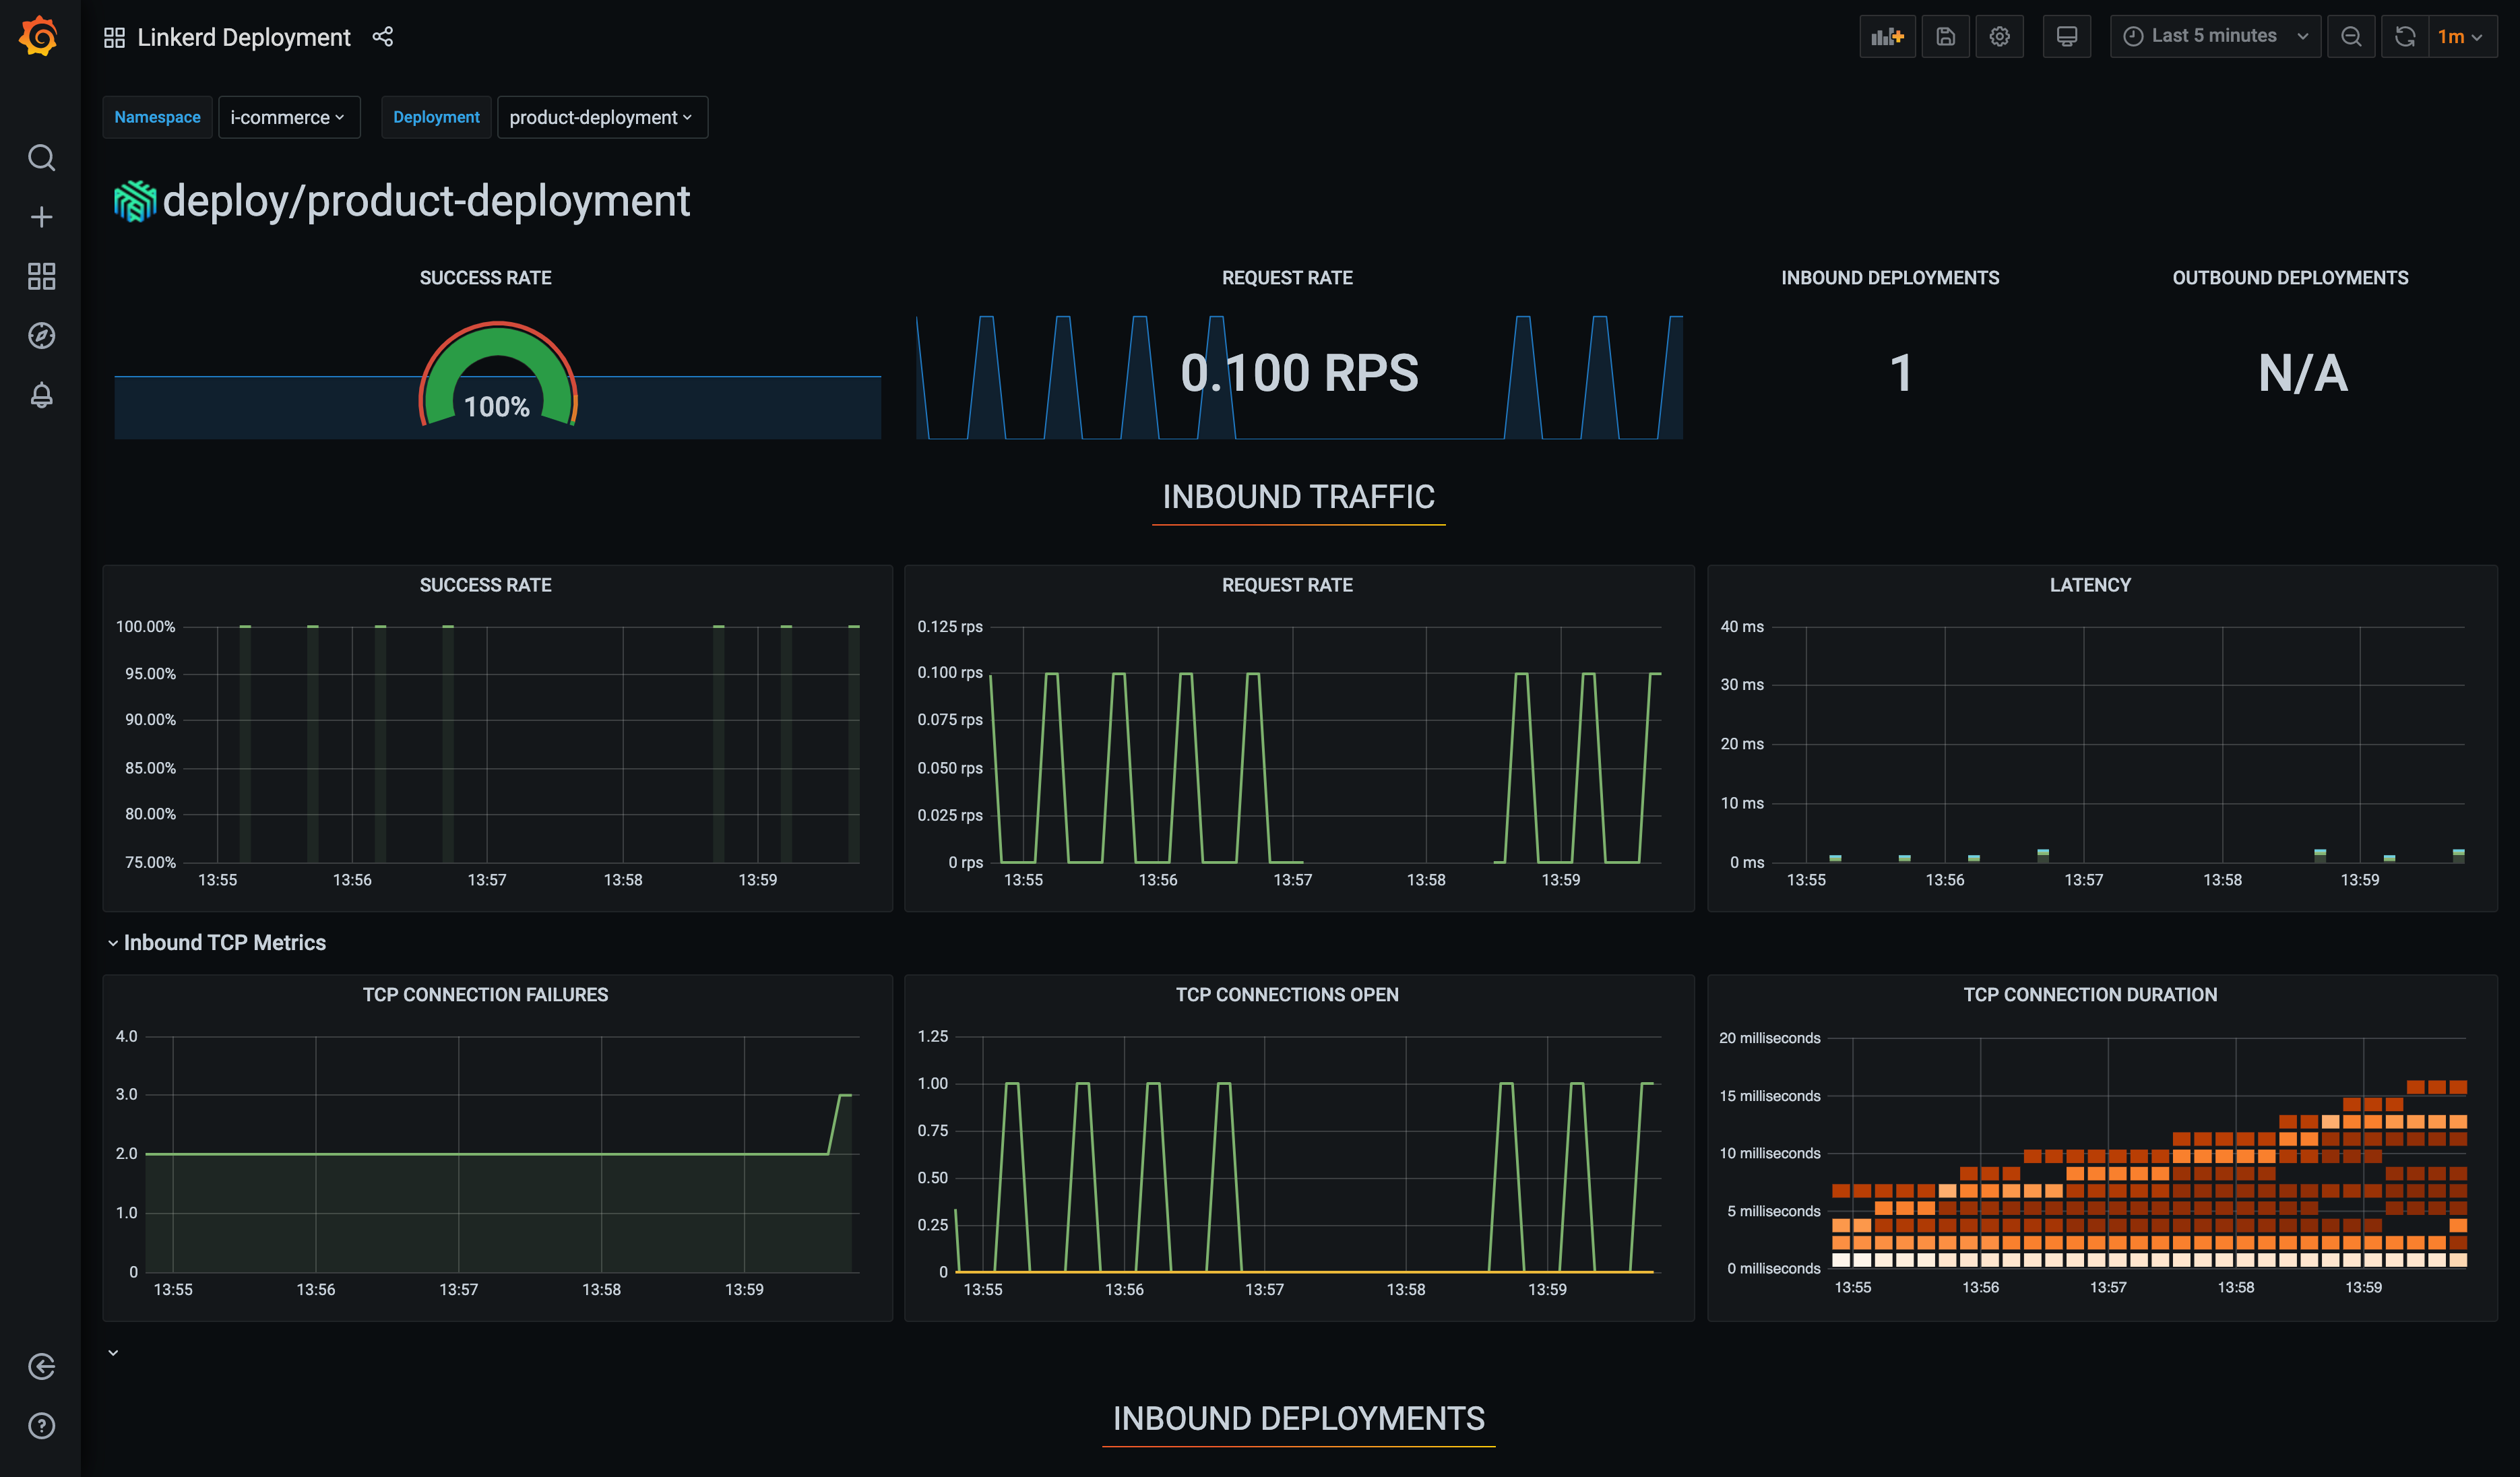 Linkerd Deployment
Last 5 minutes
1m
Namespace
i-commerce
Deployment
product-deployment
deploy/product-deployment
SUCCESS RATE
REQUEST RATE
INBOUND DEPLOYMENTS
OUTBOUND DEPLOYMENTS
100%
0.100 RPS
1
N/A
INBOUND TRAFFIC
SUCCESS RATE
100.00%
95.00%
90.00%
85.00%
80.00%
75.00%
13:55 13:56 13:57 13:58 13:59
REQUEST RATE
0.125 rps
0.100 rps
0.075 rps
0.050 rps
0.025 rps
0 rps
13:55 13:56 13:57 13:58 13:59
LATENCY
40 ms
30 ms
20 ms
10 ms
0 ms
13:55 13:56 13:57 13:58 13:59
Inbound TCP Metrics
TCP CONNECTION FAILURES
4.0
3.0
2.0
1.0
0
13:55 13:56 13:57 13:58 13:59
TCP CONNECTIONS OPEN
1.25
1.00
0.75
0.50
0.25
0
13:55 13:56 13:57 13:58 13:59
TCP CONNECTION DURATION
20 milliseconds
15 milliseconds
10 milliseconds
5 milliseconds
0 milliseconds
13:55 13:56 13:57 13:58 13:59
INBOUND DEPLOYMENTS